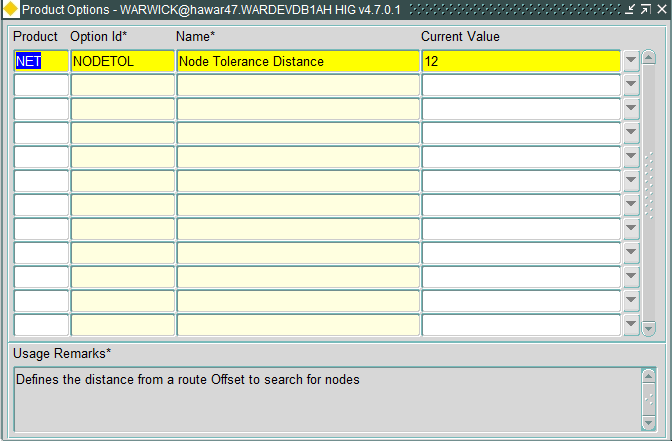 Product Options - WARWICK@hawar47.WARDEVDB1AH HIG v4.7.0.1
Product Option Id* Name* Current Value
NET NODETOL Node Tolerance Distance 12
Usage Remarks*
Defines the distance from a route Offset to search for nodes